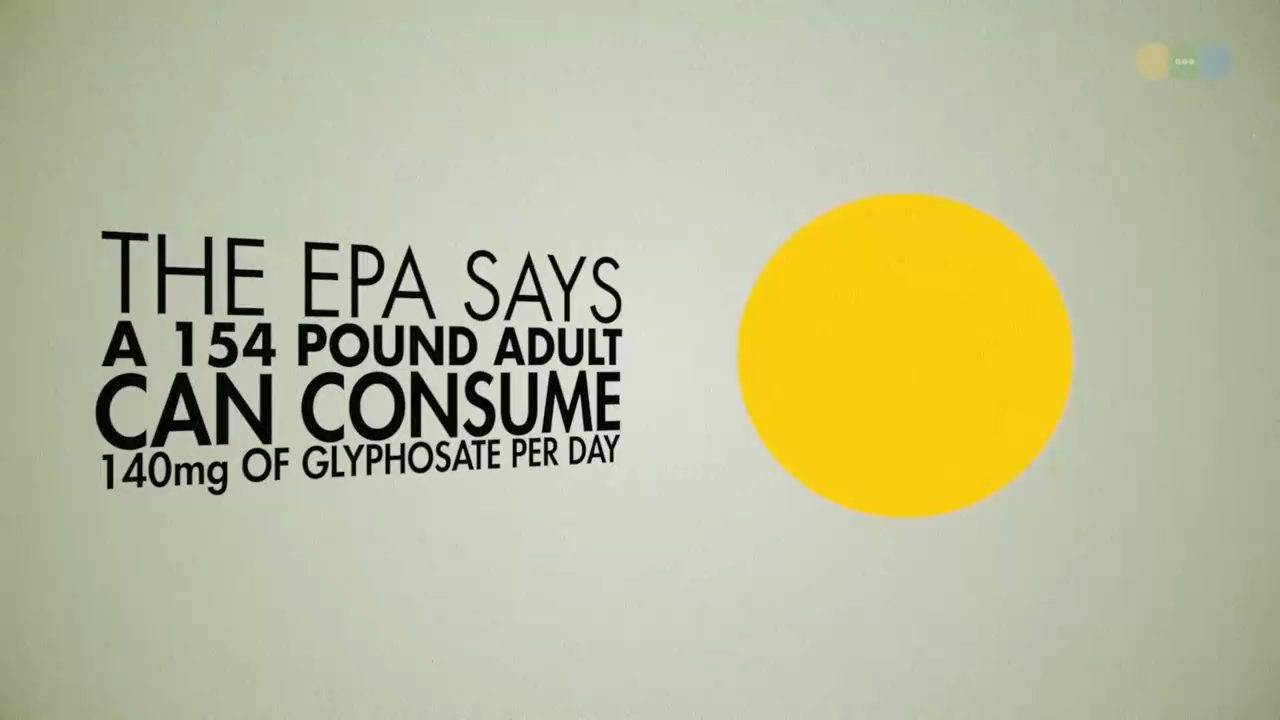 THE EPA SAYS
A 154 POUND ADULT
CAN CONSUME
140mg OF GLYPHOSATE PER DAY